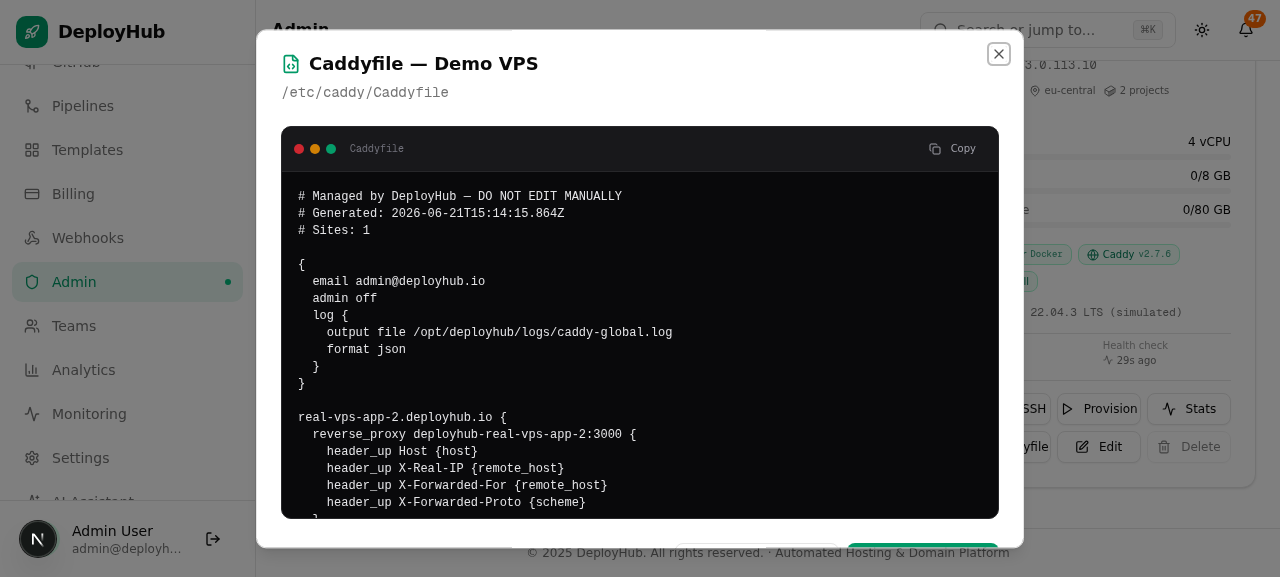 DeployHub
GitHub
Pipelines
Templates
Billing
Webhooks
Admin
Teams
Analytics
Monitoring
Settings
AI Assistant
N
Admin User
admin@deployh...
Admin
Search or jump to...
⌘K
47
Caddyfile — Demo VPS
/etc/caddy/Caddyfile
Caddyfile
Copy
# Managed by DeployHub — DO NOT EDIT MANUALLY
# Generated: 2026-06-21T15:14:15.864Z
# Sites: 1
{
email admin@deployhub.io
admin off
log {
output file /opt/deployhub/logs/caddy-global.log
format json
}
}
real-vps-app-2.deployhub.io {
reverse_proxy deployhub-real-vps-app-2:3000 {
header_up Host {host}
header_up X-Real-IP {remote_host}
header_up X-Forwarded-For {remote_host}
header_up X-Forwarded-Proto {scheme}
}
3.0.113.10
eu-central
2 projects
4 vCPU
0/8 GB
0/80 GB
Docker
Caddy v2.7.6
22.04.3 LTS (simulated)
Health check
29s ago
SSH
Provision
Stats
Edit
Delete
© 2025 DeployHub. All rights reserved. · Automated Hosting & Domain Platform